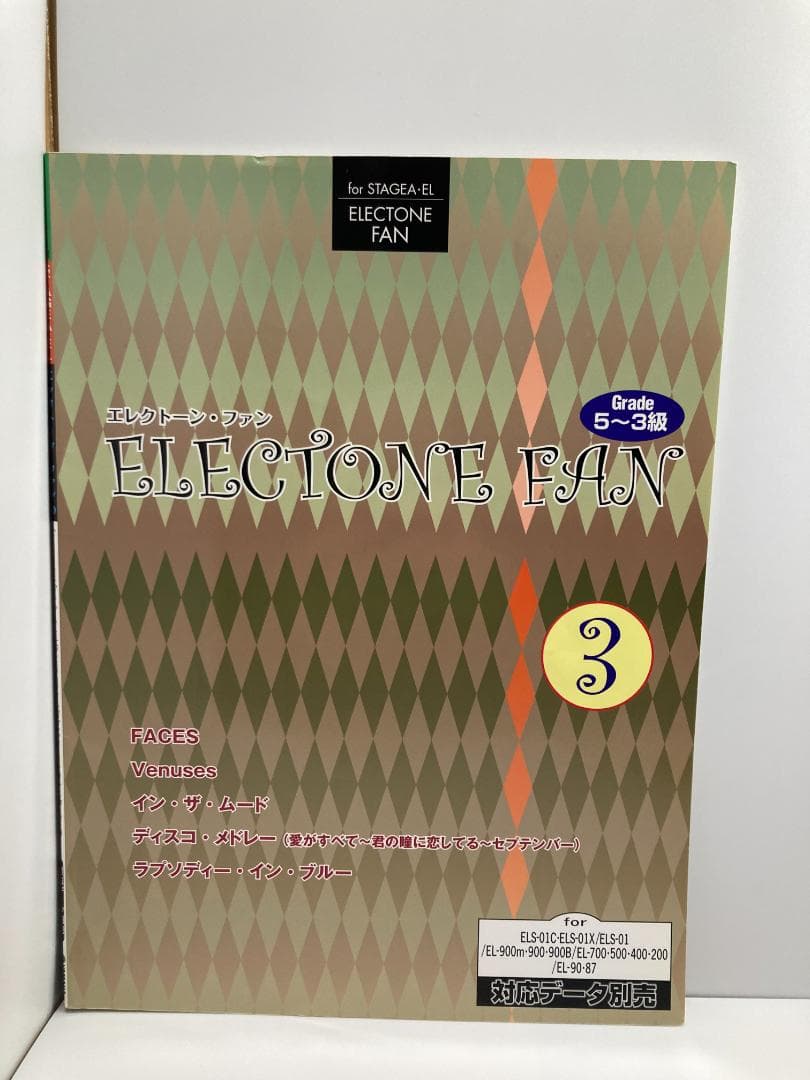 for STAGEA・EL
ELECTONE
FAN
エレクトーン・ファン
ELECTONE FAN
Grade
5〜3級
3
FACES
Venuses
イン・ザ・ムード
ディスコ・メドレー（愛がすべて〜君の瞳に恋してる〜セプテンバー）
ラプソディー・イン・ブルー
for
ELS-01C・ELS-01X/ELS-01
/EL-900m・900・900B/EL-700・500・400・200
/EL-90・87
対応データ別売